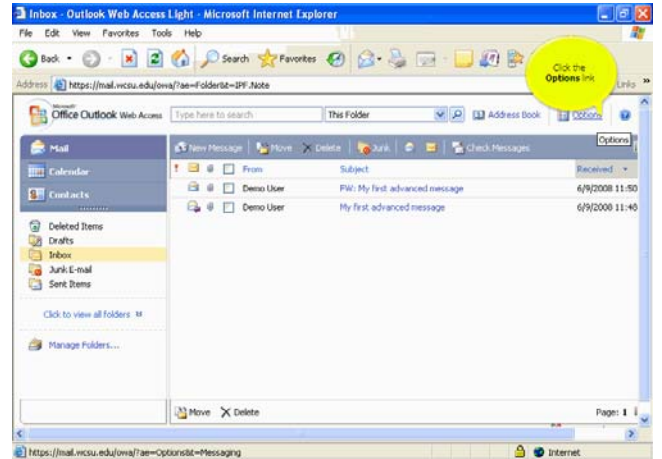 Inbox - Outlook Web Access Light - Microsoft Internet Explorer
File Edit View Favorites Tools Help
Back Search Favorites
Click the
Options link
Address https://mail.wcsu.edu/owa/?ae=Folder&t=IPF.Note Links »
Microsoft
Office Outlook Web Access Type here to search This Folder Address Book Options
Options
Mail New Message Move Delete Junk Check Messages
Calendar ! From Subject Received
Contacts Demo User FW: My first advanced message 6/9/2008 11:50
Demo User My first advanced message 6/9/2008 11:48
Deleted Items
Drafts
Inbox
Junk E-mail
Sent Items
Click to view all folders
Manage Folders...
Move Delete Page: 1
https://mail.wcsu.edu/owa/?ae=Options&t=Messaging Internet